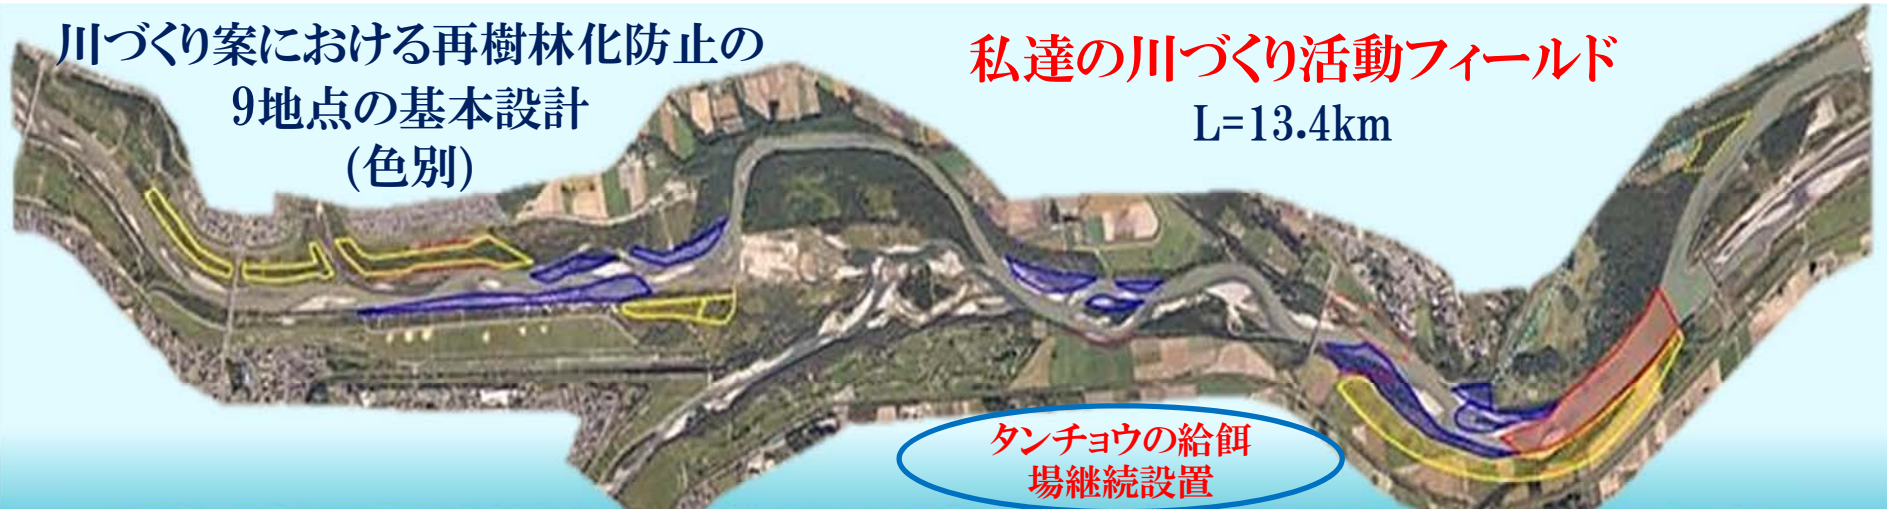 川づくり案における再樹林化防止の
9地点の基本設計
(色別)
私達の川づくり活動フィールド
L=13.4km
タンチョウの給餌
場継続設置